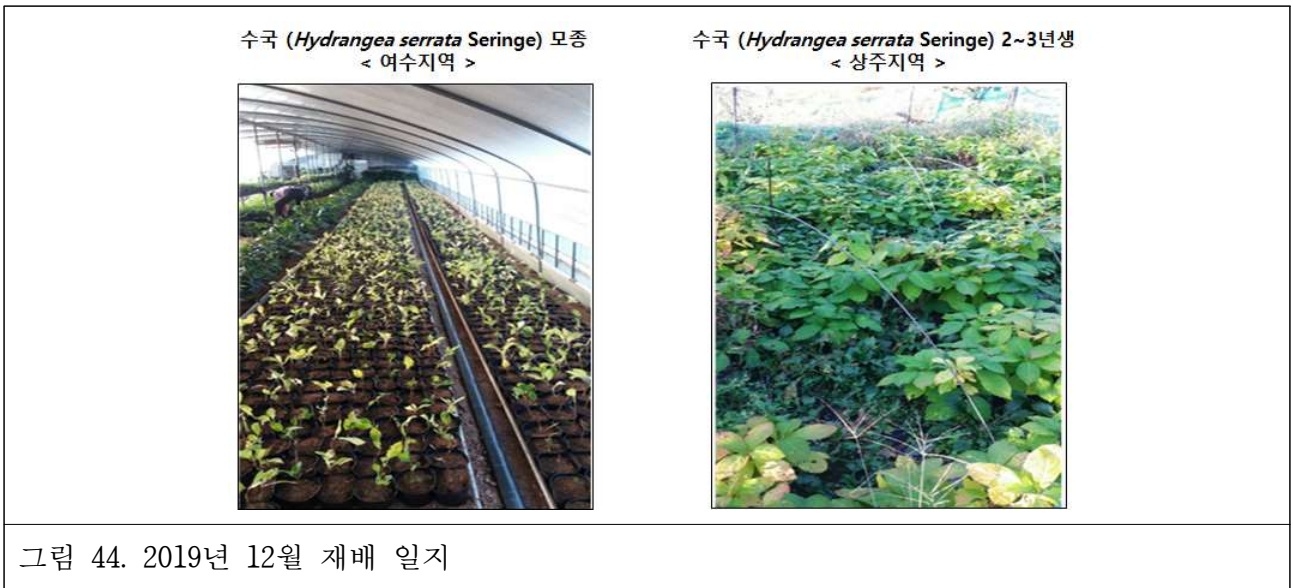 수국 (Hydrangea serrata Seringe) 모종
< 여수지역 >
수국 (Hydrangea serrata Seringe) 2~3년생
< 상주지역 >
그림 44. 2019년 12월 재배 일지